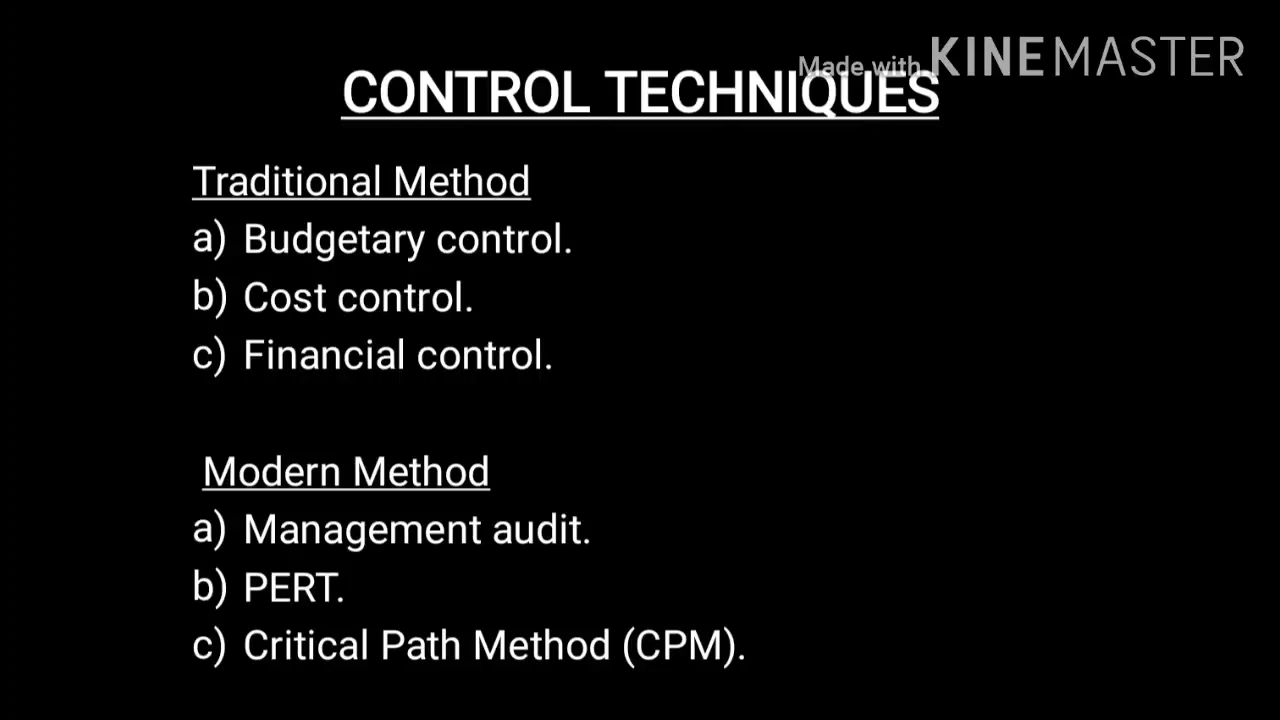 Made with KINEMASTER
CONTROL TECHNIQUES
Traditional Method
a) Budgetary control.
b) Cost control.
c) Financial control.
Modern Method
a) Management audit.
b) PERT.
c) Critical Path Method (CPM).